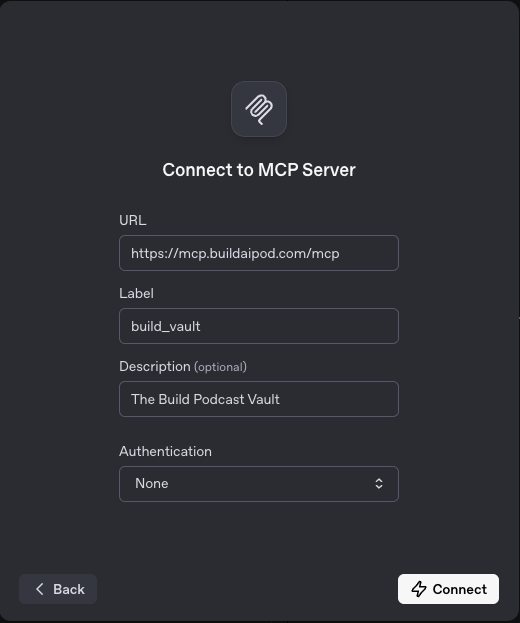 Connect to MCP Server
URL
https://mcp.buildaipod.com/mcp
Label
build_vault
Description (optional)
The Build Podcast Vault
Authentication
None
Back
Connect